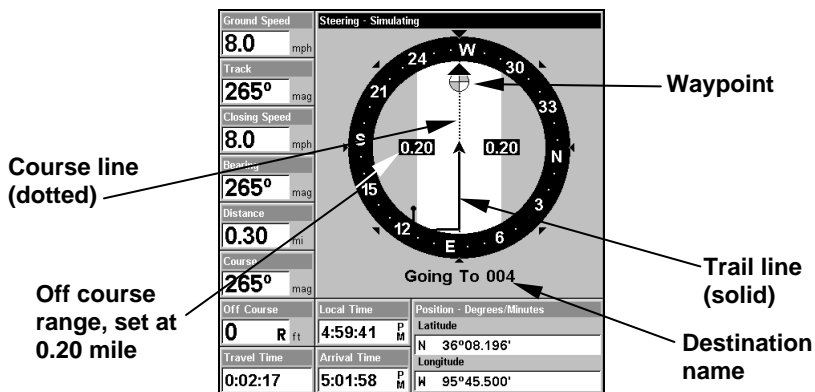 Ground Speed
8.0 mph
Track
265º mag
Closing Speed
8.0 mph
Bearing
265º mag
Distance
0.30 mi
Course
265º mag
Off Course
0 R ft
Travel Time
0:02:17
Steering - Simulating
24 W 30
21 33
S N
15 3
12 E 6
0.20 0.20
Going To 004
Local Time
4:59:41 PM
Arrival Time
5:01:58 PM
Position - Degrees/Minutes
Latitude
N 36º08.196'
Longitude
W 95º45.500'
Course line
(dotted)
Off course
range, set at
0.20 mile
Waypoint
Trail line
(solid)
Destination
name